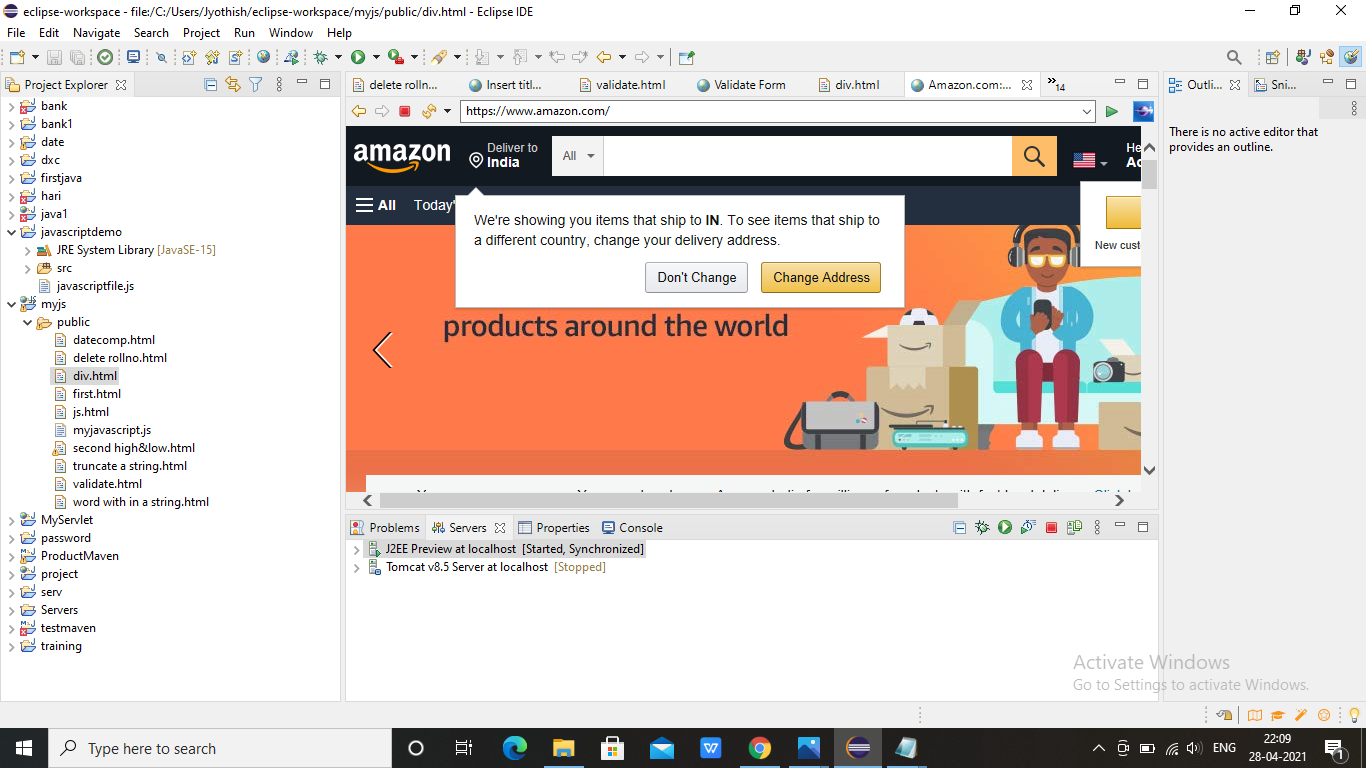 eclipse-workspace - file:/C:/Users/Jyothish/eclipse-workspace/myjs/public/div.html - Eclipse IDE
File Edit Navigate Search Project Run Window Help
Project Explorer
bank
bank1
date
dxc
firstjava
hari
java1
javascriptdemo
JRE System Library [JavaSE-15]
src
javascriptfile.js
myjs
public
datecomp.html
delete rollno.html
div.html
first.html
js.html
myjavascript.js
second high&low.html
truncate a string.html
validate.html
word with in a string.html
MyServlet
password
ProductMaven
project
serv
Servers
testmaven
training
delete rolln... Insert titl... validate.html Validate Form div.html Amazon.com:... »14
https://www.amazon.com/
amazon
Deliver to
India
All
He
Ac
All Today'
We're showing you items that ship to IN. To see items that ship to
a different country, change your delivery address.
Don't Change Change Address
New cust
products around the world
Problems Servers Properties Console
J2EE Preview at localhost [Started, Synchronized]
Tomcat v8.5 Server at localhost [Stopped]
Outli... Sni...
There is no active editor that
provides an outline.
Activate Windows
Go to Settings to activate Windows.
Type here to search
ENG
22:09
28-04-2021
1